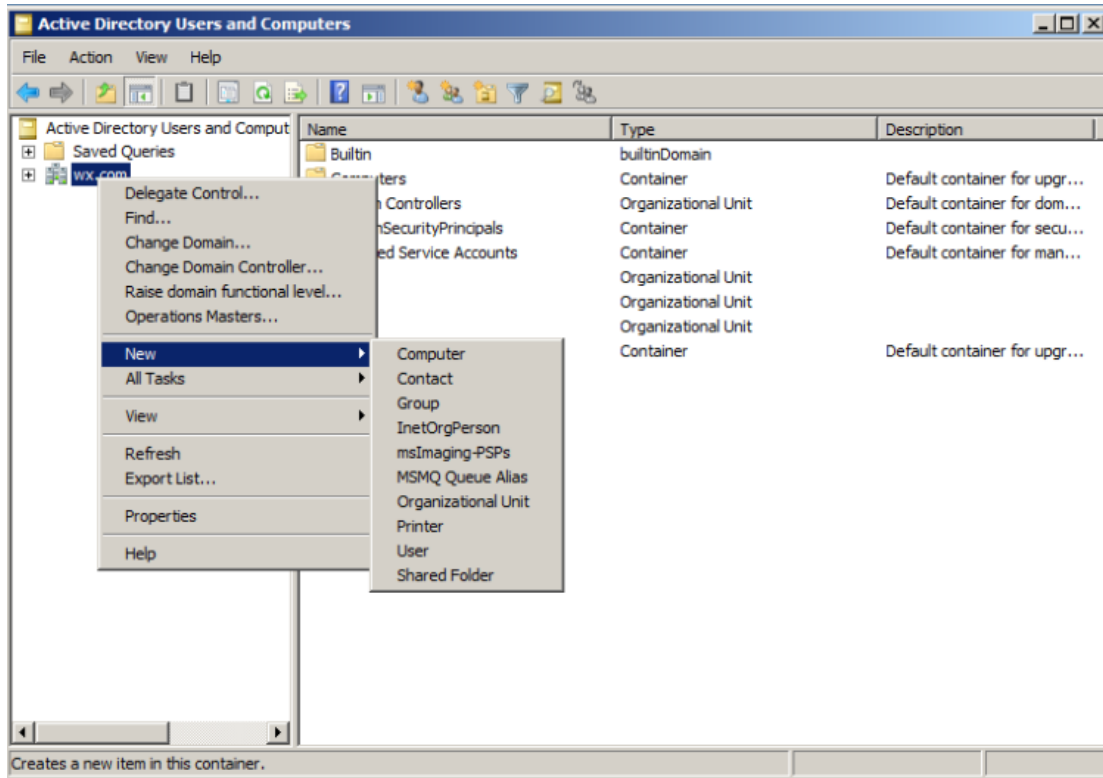 Active Directory Users and Computers
File Action View Help
Active Directory Users and Comput
Saved Queries
wx.com
Name Type Description
Builtin builtinDomain
Container Default container for upgr...
Controllers Organizational Unit Default container for dom...
Container Default container for secu...
Service Accounts Container Default container for man...
Organizational Unit
Organizational Unit
Organizational Unit
Container Default container for upgr...
Delegate Control...
Find...
Change Domain...
Change Domain Controller...
Raise domain functional level...
Operations Masters...
New
All Tasks
View
Refresh
Export List...
Properties
Help
Computer
Contact
Group
InetOrgPerson
msImaging-PSPs
MSMQ Queue Alias
Organizational Unit
Printer
User
Shared Folder
Creates a new item in this container.